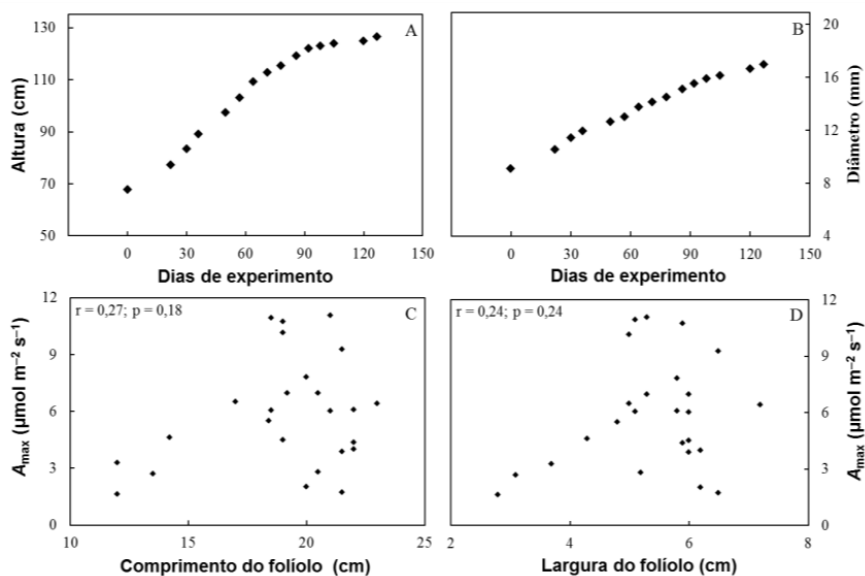 A
130
110
90
70
50
Altura (cm)
0 30 60 90 120 150
Dias de experimento
B
20
16
12
8
4
Diâmetro (mm)
0 30 60 90 120 150
Dias de experimento
r = 0,27; p = 0,18
C
12
9
6
3
0
Amax (μmol m−2 s−1)
10 15 20 25
Comprimento do folíolo (cm)
r = 0,24; p = 0,24
D
12
9
6
3
0
Amax (μmol m−2 s−1)
2 4 6 8
Largura do folíolo (cm)